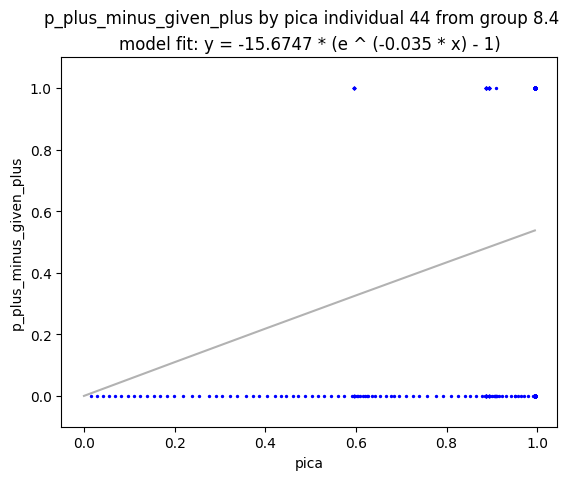 p_plus_minus_given_plus by pica individual 44 from group 8.4
model fit: y = -15.6747 * (e ^ (-0.035 * x) - 1)
p_plus_minus_given_plus
1.0
0.8
0.6
0.4
0.2
0.0
0.0 0.2 0.4 0.6 0.8 1.0
pica